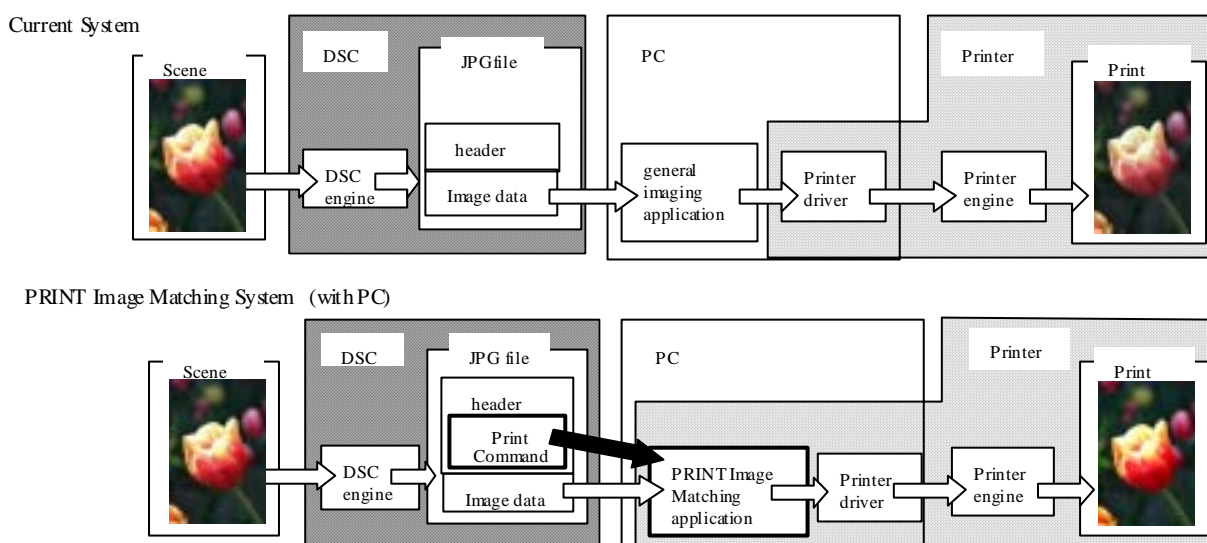 Current System
Scene
DSC
JPG file
PC
Printer
Print
header
DSC
engine
Image data
general
imaging
application
Printer
driver
Printer
engine
PRINT Image Matching System (with PC)
Scene
DSC
JPG file
PC
Printer
Print
header
Print
Command
DSC
engine
Image data
PRINT Image
Matching
application
Printer
driver
Printer
engine